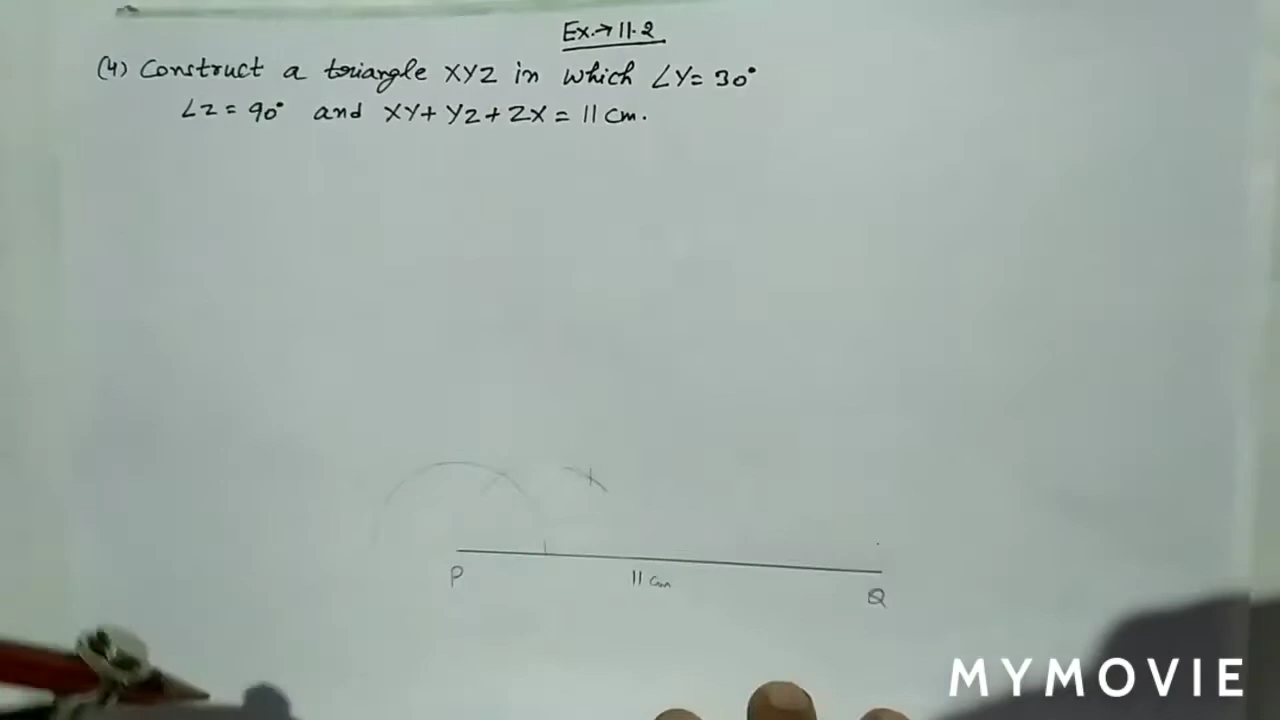 Ex.→ 11.2
(4) Construct a triangle XYZ in which ∠Y= 30°
∠Z = 90° and XY+ YZ+ZX = 11 cm.
P
11 cm
Q
MYMOVIE